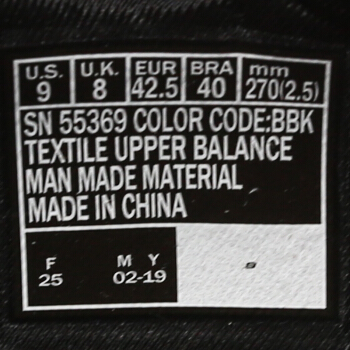 U.S. U.K. EUR BRA mm
9 8 42.5 40 270(2.5)
SN 55369 COLOR CODE:BBK
TEXTILE UPPER BALANCE
MAN MADE MATERIAL
MADE IN CHINA
F M Y
25 02-19